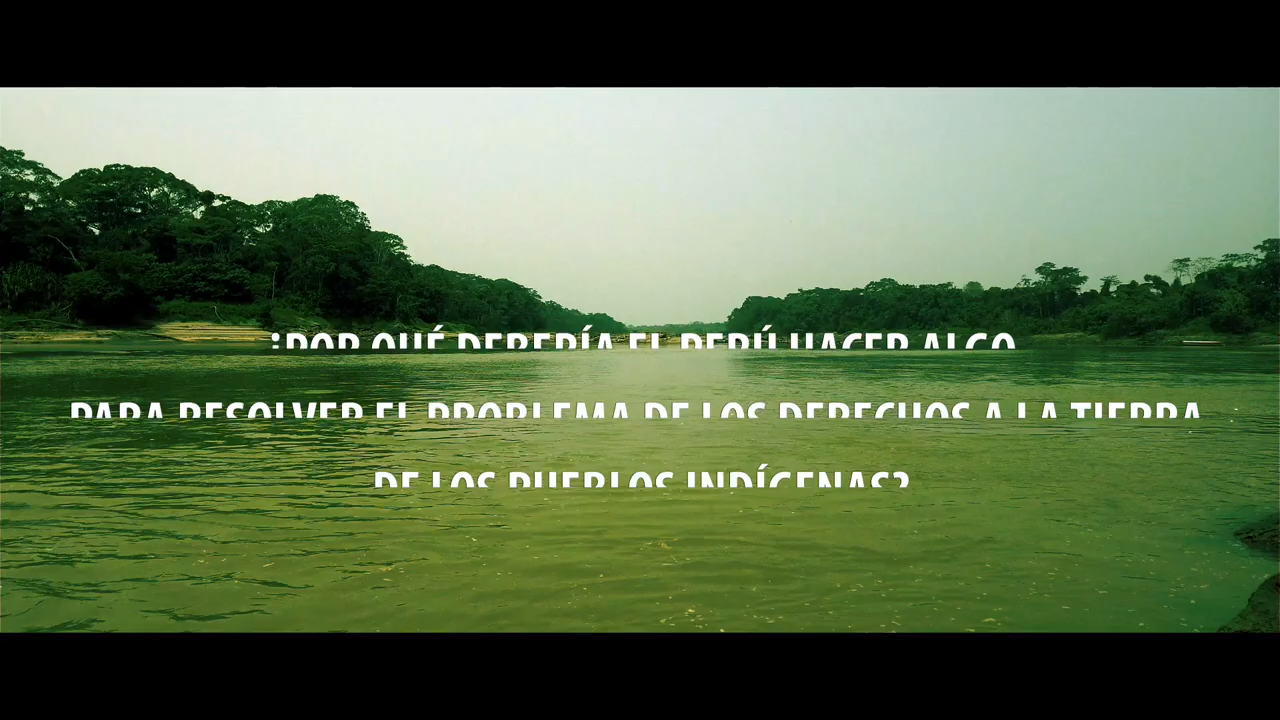 ¿POR QUÉ DEBERÍA EL PERÚ HACER ALGO
PARA RESOLVER EL PROBLEMA DE LOS DERECHOS A LA TIERRA
DE LOS PUEBLOS INDÍGENAS?